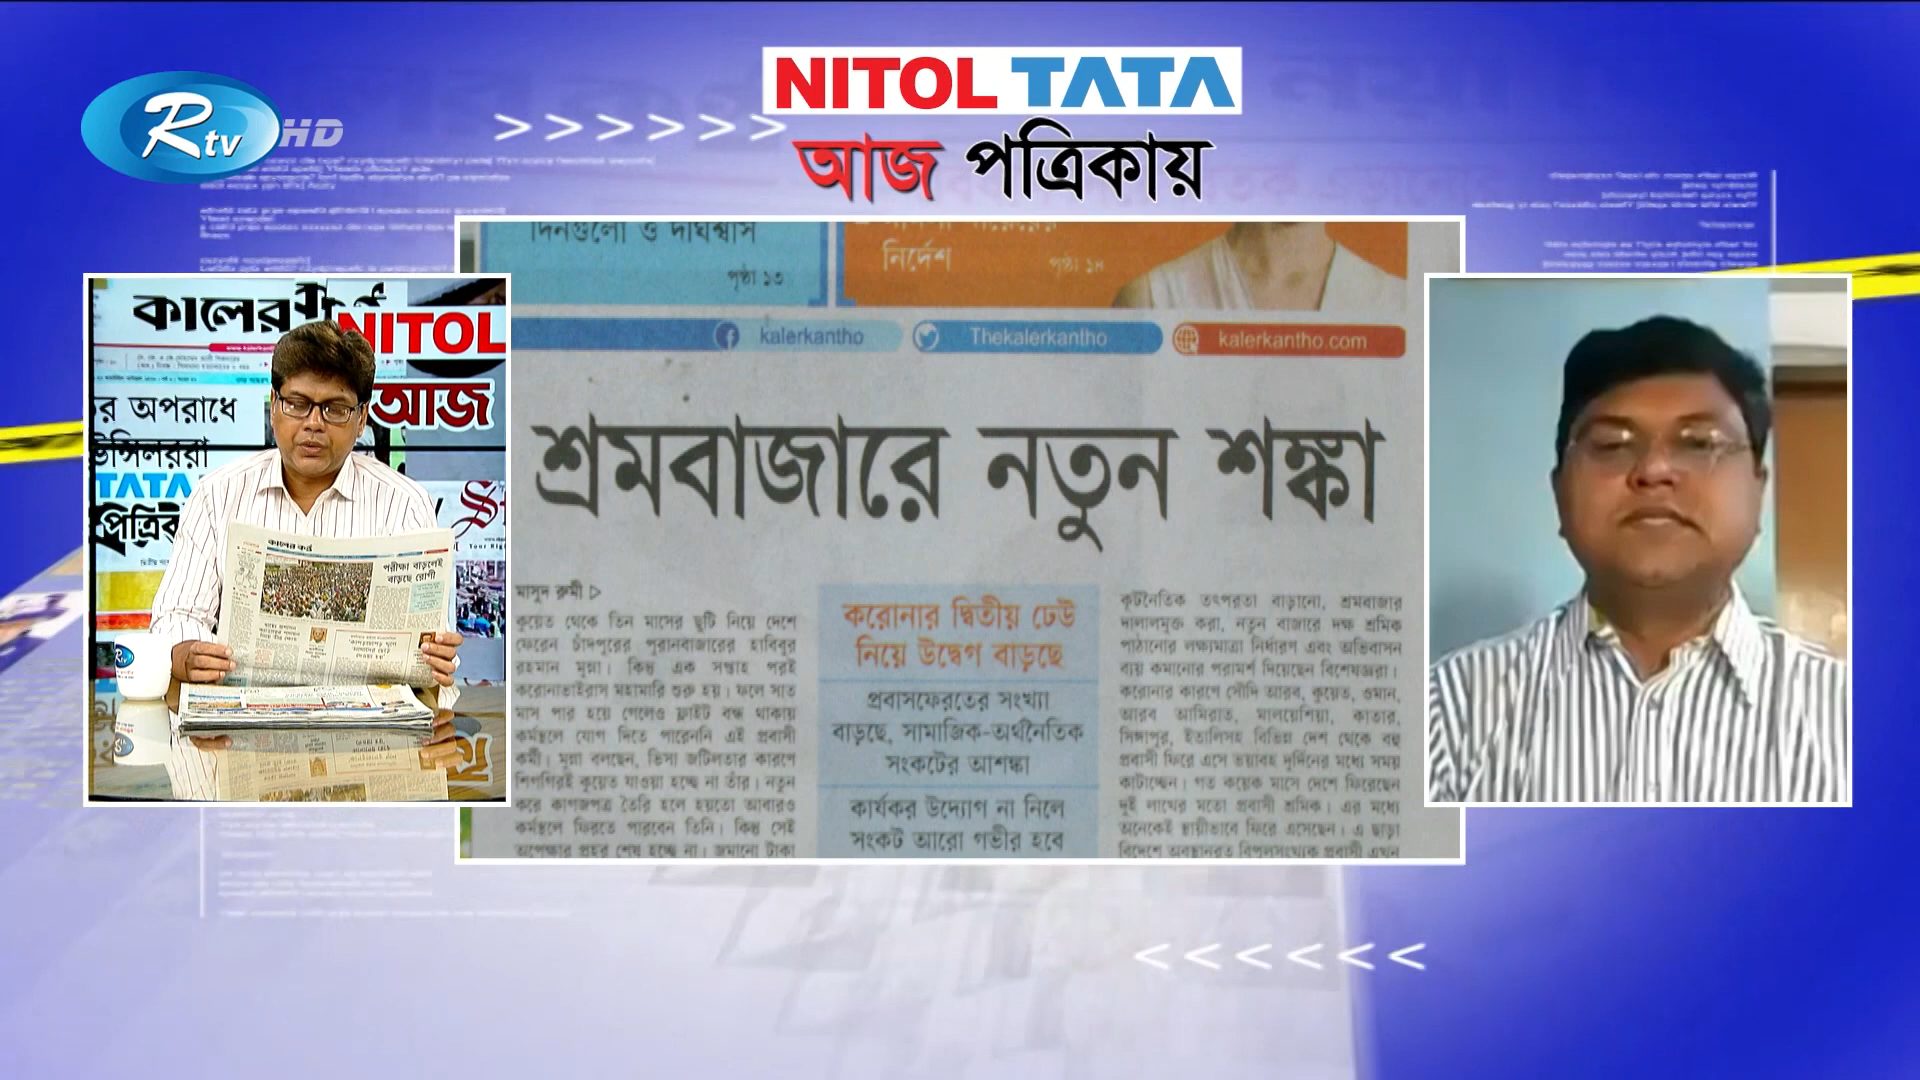 NITOL TATA
Rtv HD
আজ পত্রিকায়
দিনগুলো ও দীর্ঘশ্বাস
পৃষ্ঠা ১৩
নির্দেশ
পৃষ্ঠা ১৪
kalerkantho
Thekalerkantho
kalerkantho.com
শ্রমবাজারে নতুন শঙ্কা
মাসুদ রুমী
কুয়েত থেকে তিন মাসের ছুটি নিয়ে দেশে
ফেরেন চাঁদপুরের পুরানবাজারের হাবিবুর
রহমান মুন্না। কিন্তু এক সপ্তাহ পরই
করোনাভাইরাস মহামারি শুরু হয়। ফলে সাত
মাস পার হয়ে গেলেও ফ্লাইট বন্ধ থাকায়
কর্মস্থলে যোগ দিতে পারেননি এই প্রবাসী
কর্মী। মুন্না বলছেন, ভিসা জটিলতার কারণে
শিগগিরই কুয়েত যাওয়া হচ্ছে না তাঁর। নতুন
করে কাগজপত্র তৈরি হলে হয়তো আবারও
কর্মস্থলে ফিরতে পারবেন তিনি। কিন্তু সেই
অপেক্ষার প্রহর শেষ হচ্ছে না। জমানো টাকা
করোনার দ্বিতীয় ঢেউ
নিয়ে উদ্বেগ বাড়ছে
প্রবাসফেরতের সংখ্যা
বাড়ছে, সামাজিক-অর্থনৈতিক
সংকটের আশঙ্কা
কার্যকর উদ্যোগ না নিলে
সংকট আরো গভীর হবে
কূটনৈতিক তৎপরতা বাড়ানো, শ্রমবাজার
দালালমুক্ত করা, নতুন বাজারে দক্ষ শ্রমিক
পাঠানোর লক্ষ্যমাত্রা নির্ধারণ এবং অভিবাসন
ব্যয় কমানোর পরামর্শ দিয়েছেন বিশেষজ্ঞরা।
করোনার কারণে সৌদি আরব, কুয়েত, ওমান,
আরব আমিরাত, মালয়েশিয়া, কাতার,
সিঙ্গাপুর, ইতালিসহ বিভিন্ন দেশ থেকে বহু
প্রবাসী ফিরে এসে ভয়াবহ দুর্দিনের মধ্যে সময়
কাটাচ্ছেন। গত কয়েক মাসে দেশে ফিরেছেন
দুই লাখের মতো প্রবাসী শ্রমিক। এর মধ্যে
অনেকেই স্থায়ীভাবে ফিরে এসেছেন। এ ছাড়া
বিদেশে অবস্থানরত বিপুলসংখ্যক প্রবাসী এখন
কালের
NITOL
আজ
র অপরাধে
TATA
কালের কণ্ঠ
পরীক্ষা বাড়লেই
বাড়ছে রোগী
Rtv